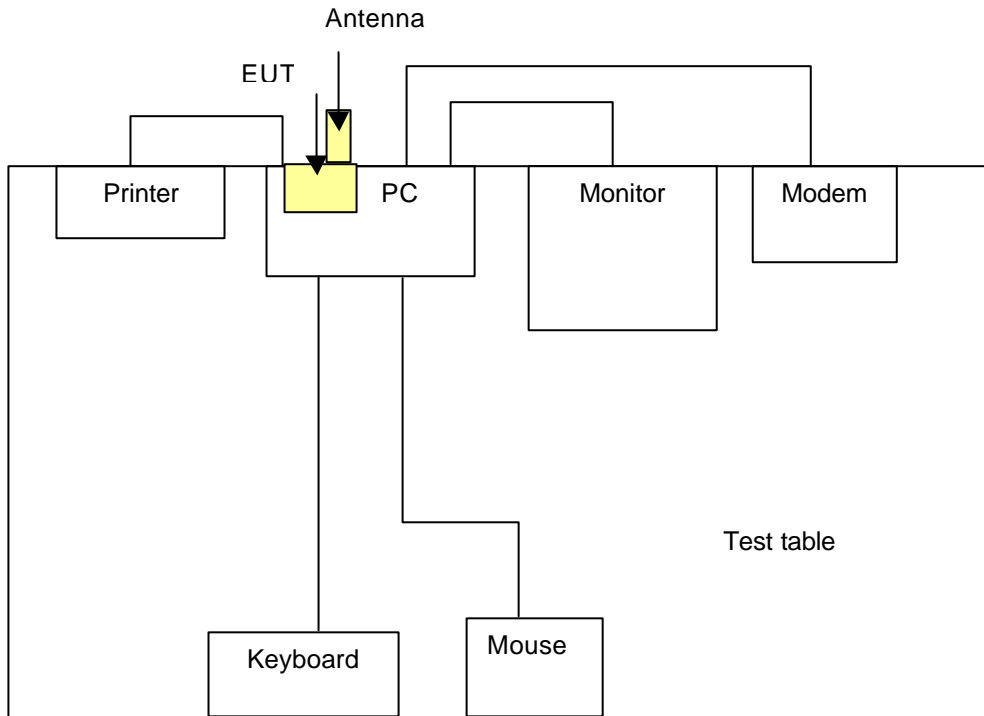 Antenna
EUT
Printer
PC
Monitor
Modem
Test table
Keyboard
Mouse